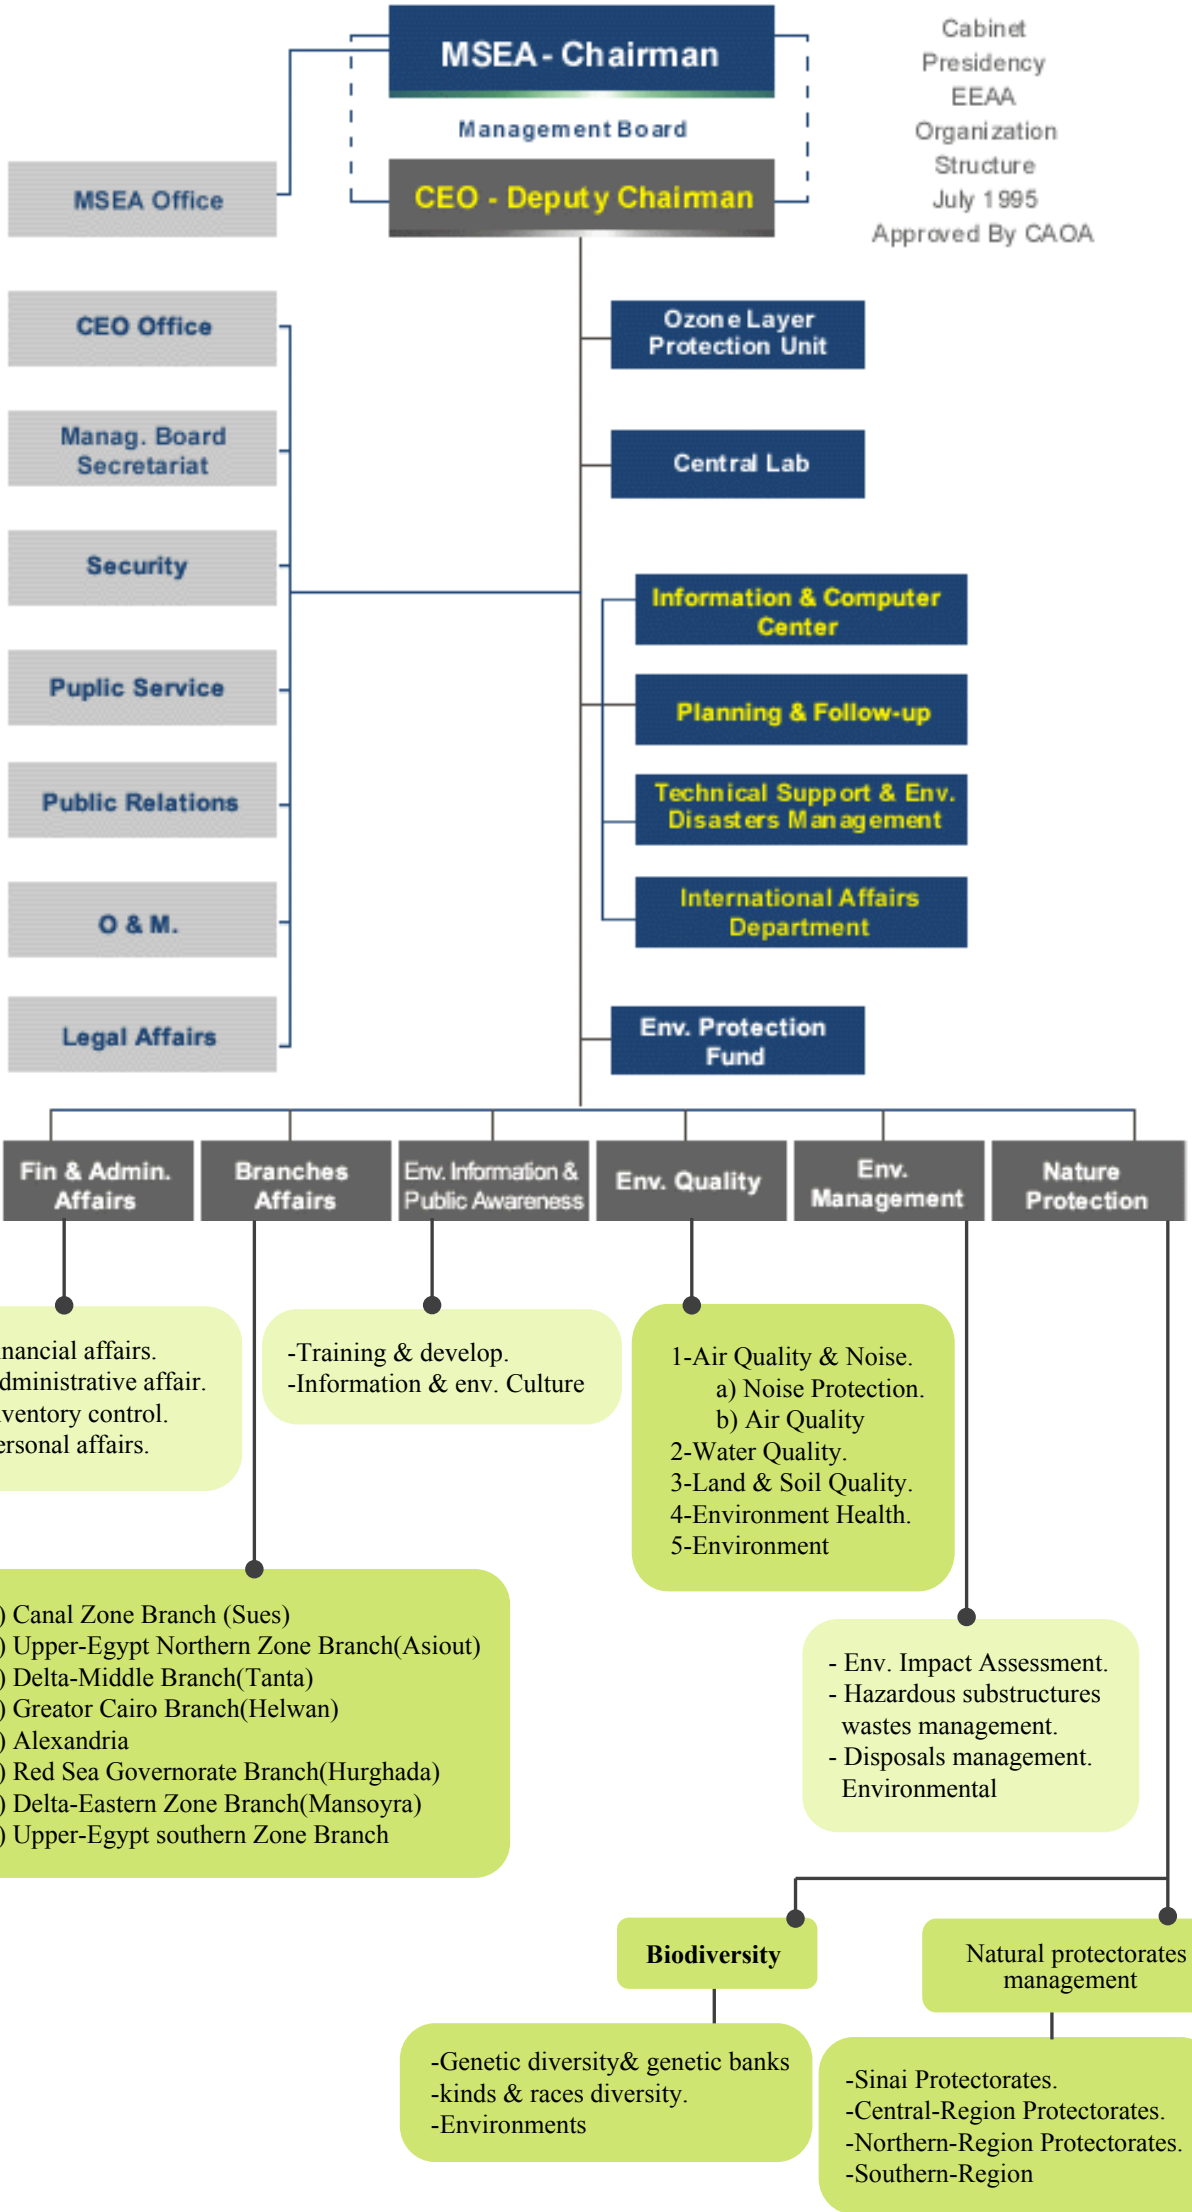 MSEA - Chairman
Management Board
CEO - Deputy Chairman
Cabinet
Presidency
EEAA
Organization
Structure
July 1995
Approved By CAOA
MSEA Office
CEO Office
Manag. Board
Secretariat
Security
Puplic Service
Public Relations
O & M.
Legal Affairs
Ozone Layer
Protection Unit
Central Lab
Information & Computer
Center
Planning & Follow-up
Technical Support & Env.
Disasters Management
International Affairs
Department
Env. Protection
Fund
Fin & Admin.
Affairs
Branches
Affairs
Env. Information &
Public Awareness
Env. Quality
Env.
Management
Nature
Protection
nancial affairs.
dministrative affair.
ventory control.
ersonal affairs.
-Training & develop.
-Information & env. Culture
1-Air Quality & Noise.
a) Noise Protection.
b) Air Quality
2-Water Quality.
3-Land & Soil Quality.
4-Environment Health.
5-Environment
) Canal Zone Branch (Sues)
) Upper-Egypt Northern Zone Branch(Asiout)
) Delta-Middle Branch(Tanta)
) Greator Cairo Branch(Helwan)
) Alexandria
) Red Sea Governorate Branch(Hurghada)
) Delta-Eastern Zone Branch(Mansoyra)
) Upper-Egypt southern Zone Branch
- Env. Impact Assessment.
- Hazardous substructures
wastes management.
- Disposals management.
Environmental
Biodiversity
Natural protectorates
management
-Genetic diversity& genetic banks
-kinds & races diversity.
-Environments
-Sinai Protectorates.
-Central-Region Protectorates.
-Northern-Region Protectorates.
-Southern-Region